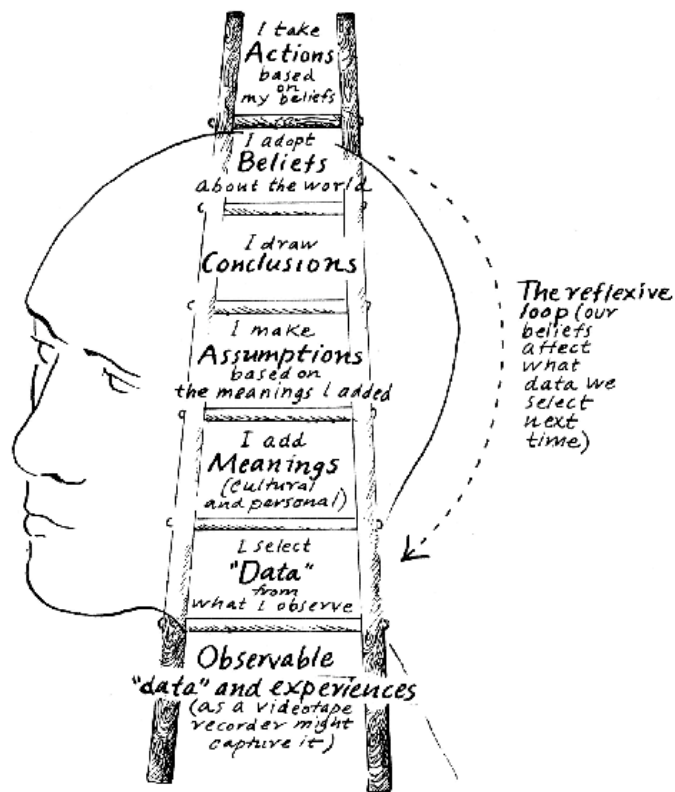 I take
Actions
based
on
my beliefs
I adopt
Beliefs
about the world
I draw
Conclusions
I make
Assumptions
based on
the meanings I added
I add
Meanings
(cultural
and personal)
I select
"Data"
from
what I observe
Observable
"data" and experiences
(as a videotape
recorder might
capture it)
The reflexive
loop (our
beliefs
affect
what
data we
select
next
time)